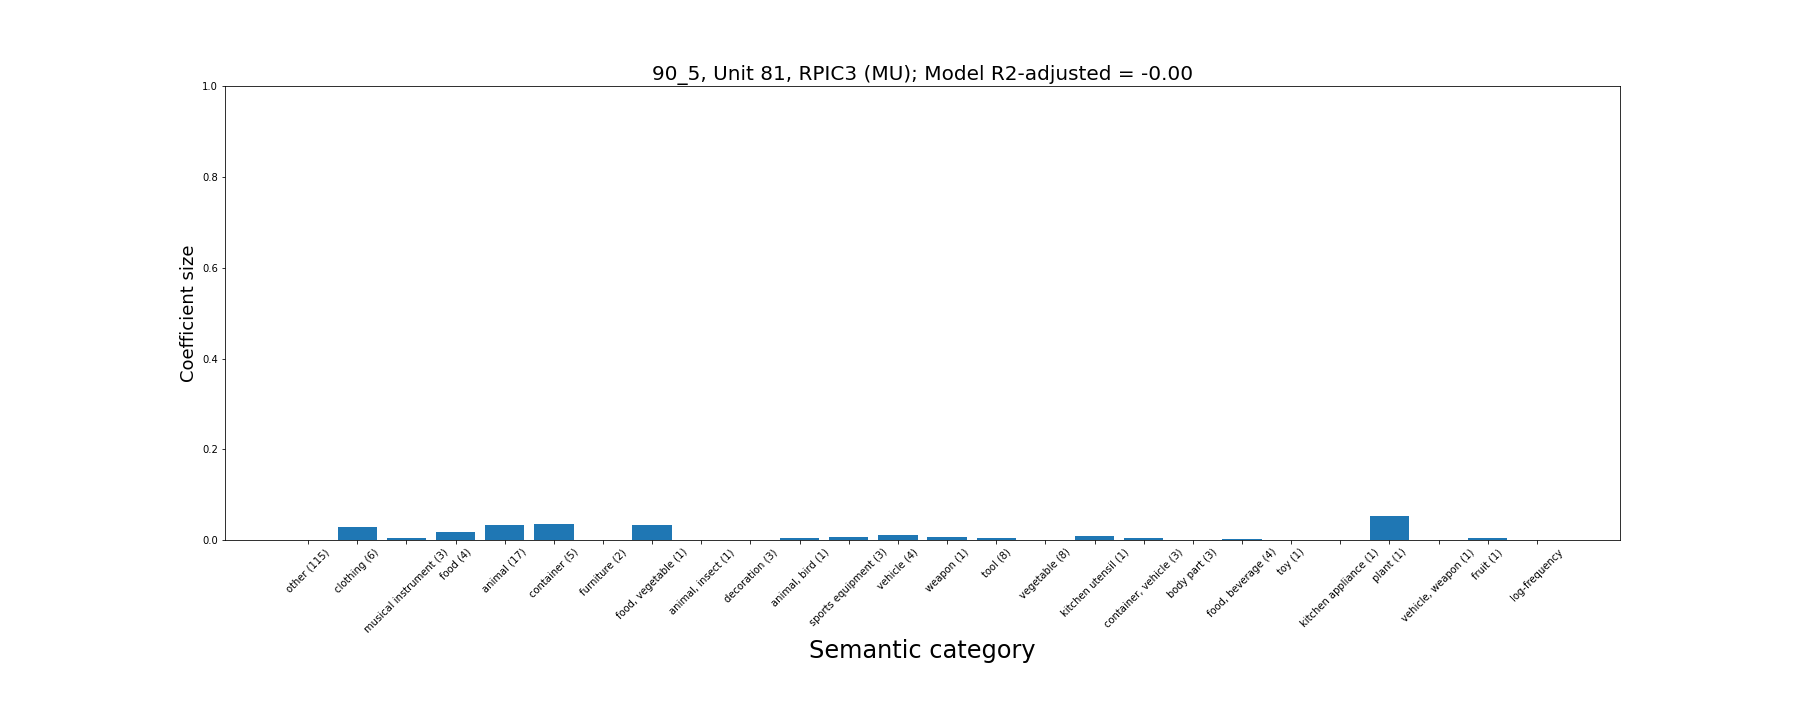 90_5, Unit 81, RPIC3 (MU); Model R2-adjusted = -0.00
1.0
0.8
0.6
0.4
0.2
0.0
Coefficient size
other (115)
clothing (6)
musical instrument (3)
food (4)
animal (17)
container (5)
furniture (2)
food, vegetable (1)
animal, insect (1)
decoration (3)
animal, bird (1)
sports equipment (3)
vehicle (4)
weapon (1)
tool (8)
vegetable (8)
kitchen utensil (1)
container, vehicle (3)
body part (3)
food, beverage (4)
toy (1)
kitchen appliance (1)
plant (1)
vehicle, weapon (1)
fruit (1)
log-frequency
Semantic category